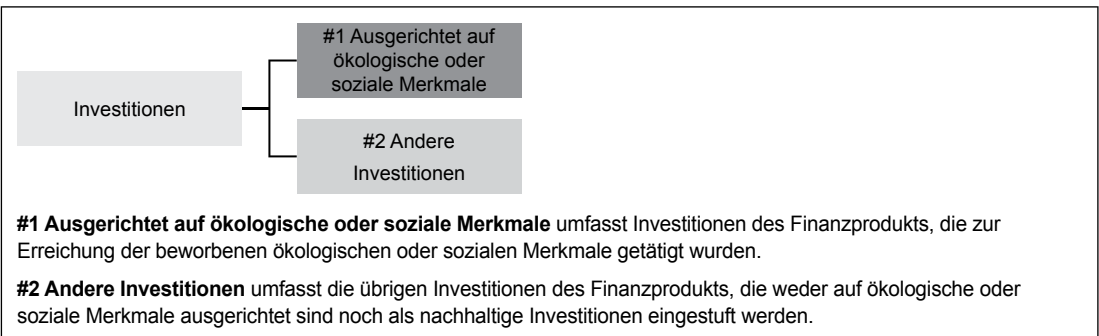 #1 Ausgerichtet auf
ökologische oder
soziale Merkmale
Investitionen
#2 Andere
Investitionen
#1 Ausgerichtet auf ökologische oder soziale Merkmale umfasst Investitionen des Finanzprodukts, die zur
Erreichung der beworbenen ökologischen oder sozialen Merkmale getätigt wurden.
#2 Andere Investitionen umfasst die übrigen Investitionen des Finanzprodukts, die weder auf ökologische oder
soziale Merkmale ausgerichtet sind noch als nachhaltige Investitionen eingestuft werden.